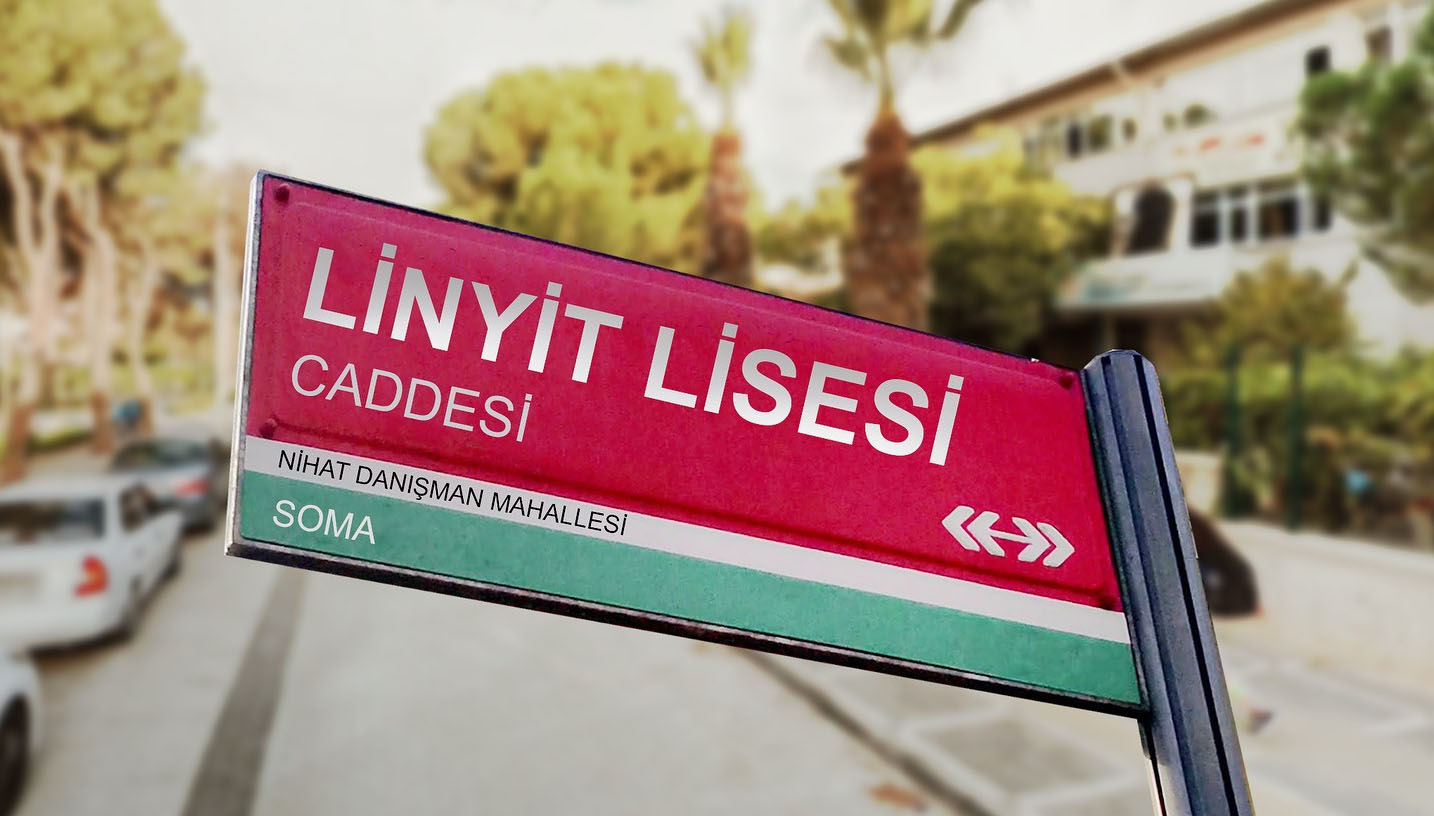 LİNYİT LİSESİ
CADDESİ
NİHAT DANIŞMAN MAHALLESİ
SOMA